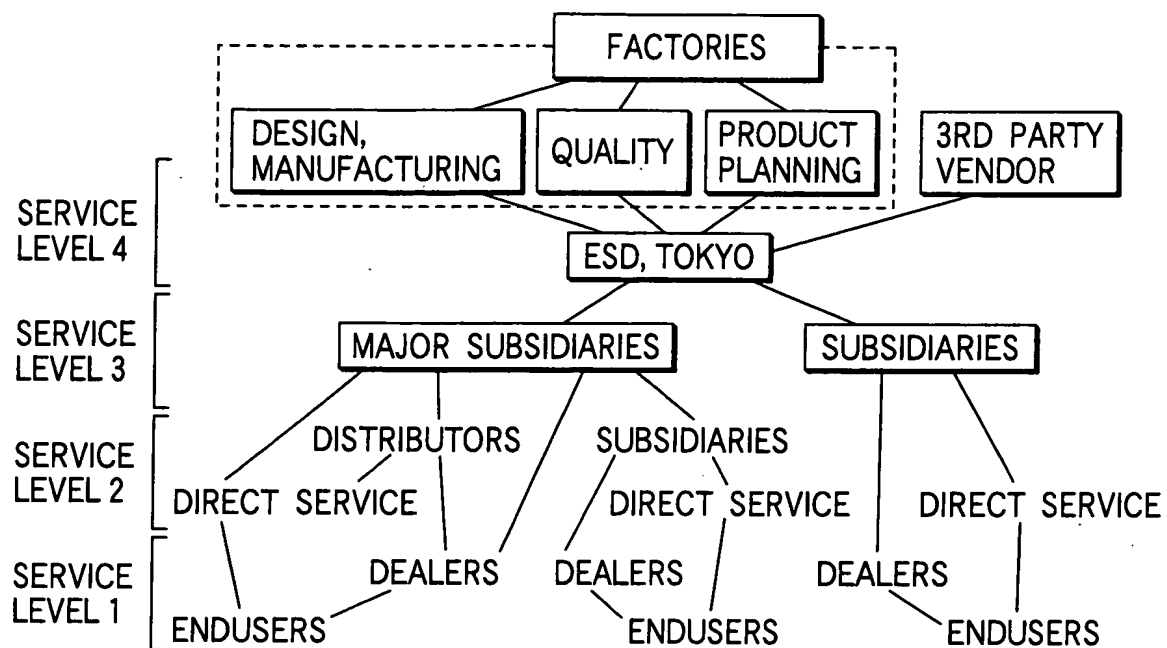 FACTORIES
DESIGN,
MANUFACTURING
QUALITY
PRODUCT
PLANNING
3RD PARTY
VENDOR
SERVICE
LEVEL 4
ESD, TOKYO
SERVICE
LEVEL 3
MAJOR SUBSIDIARIES
SUBSIDIARIES
SERVICE
LEVEL 2
DISTRIBUTORS
SUBSIDIARIES
DIRECT SERVICE
DIRECT SERVICE
DIRECT SERVICE
SERVICE
LEVEL 1
DEALERS
DEALERS
DEALERS
ENDUSERS
ENDUSERS
ENDUSERS